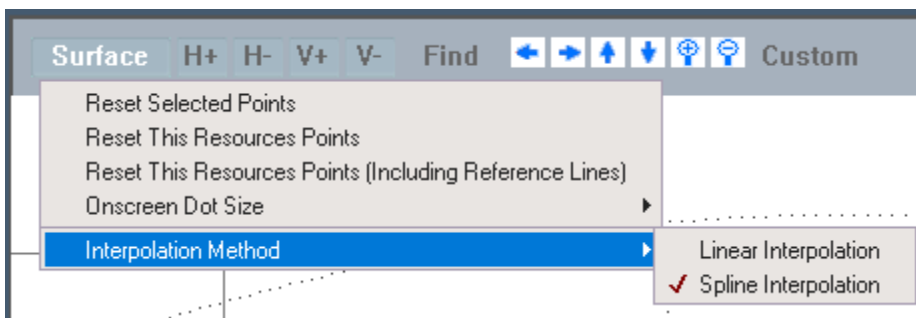 Surface H+ H- V+ V- Find Custom
Reset Selected Points
Reset This Resources Points
Reset This Resources Points (Including Reference Lines)
Onscreen Dot Size
Interpolation Method
Linear Interpolation
Spline Interpolation